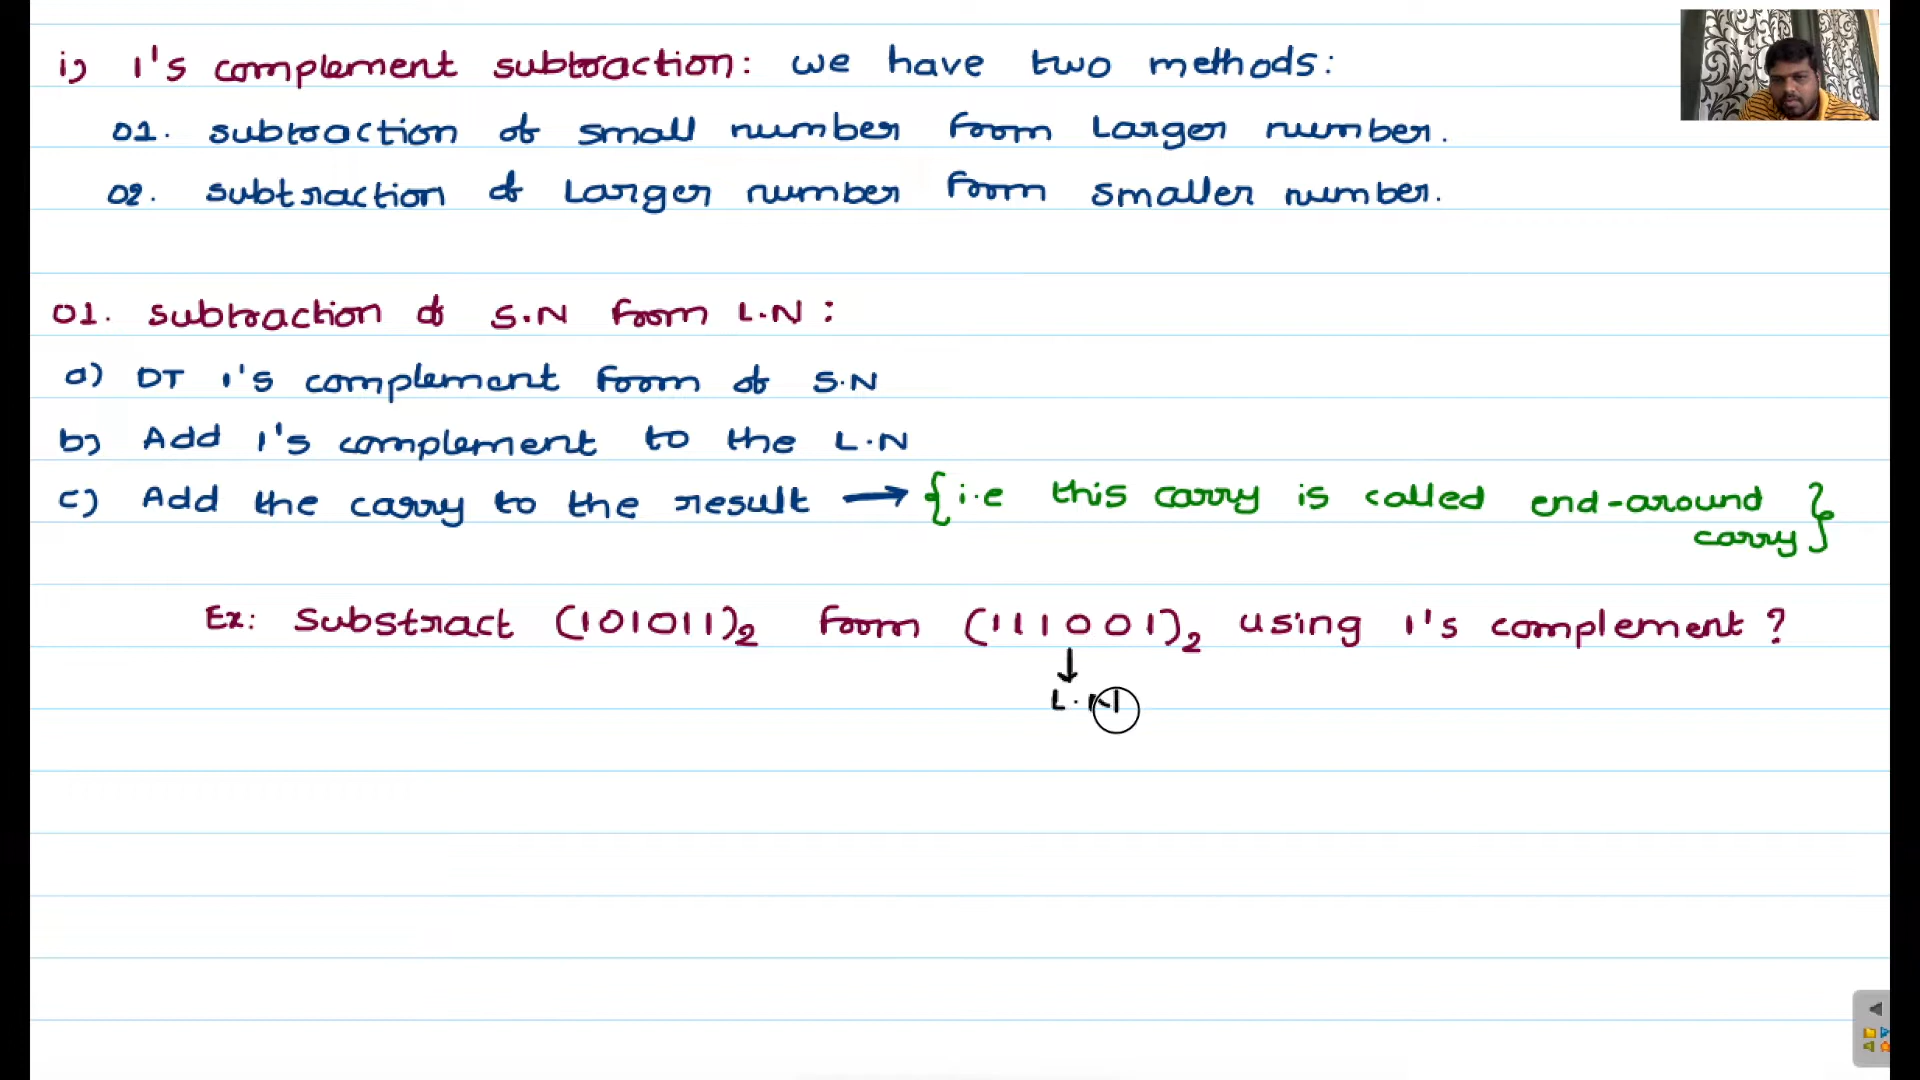 i) 1's complement subtraction: we have two methods:
01. subtraction of small number from Larger number.
02. subtraction of Larger number from smaller number.
01. subtraction of S.N from L.N :
a) DT 1's complement form of S.N
b) Add 1's complement to the L.N
c) Add the carry to the result → {i.e this carry is called end-around carry}
Ex: Substract (101011)2 from (111001)2 using 1's complement ?
↓
L.N